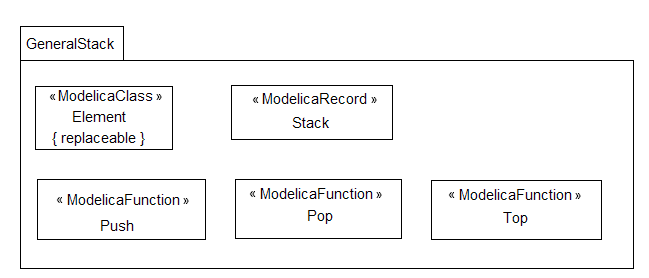 GeneralStack
« ModelicaClass »
Element
{ replaceable }
« ModelicaRecord »
Stack
« ModelicaFunction »
Push
« ModelicaFunction »
Pop
« ModelicaFunction »
Top